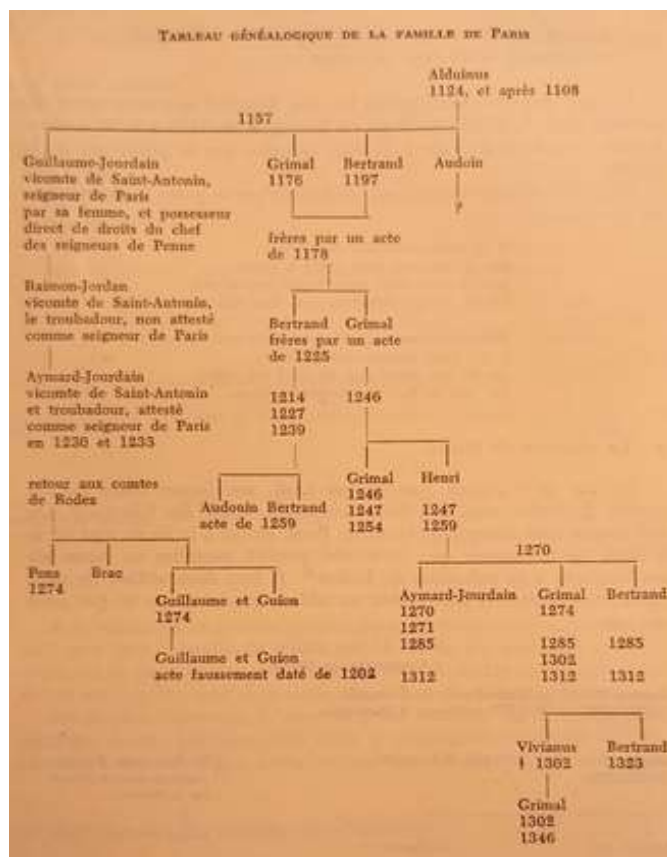 TABLEAU GÉNÉALOGIQUE DE LA FAMILLE DE PARIS
Alduinus
1124, et après 1108
1157
Guillaume-Jourdain
vicomte de Saint-Antonin,
seigneur de Paris
par sa femme, et possesseur
direct de droits du chef
des seigneurs de Penne
Grimal
1176
Bertrand
1197
Audoin
?
frères par un acte
de 1178
Raimon-Jordan
vicomte de Saint-Antonin,
le troubadour, non attesté
comme seigneur de Paris
Bertrand Grimal
frères par un acte
de 1225
Aymard-Jourdain
vicomte de Saint-Antonin
et troubadour, attesté
comme seigneur de Paris
en 1230 et 1233
1214 1246
1227
1239
retour aux comtes
de Rodez
Audouin Bertrand
acte de 1259
Grimal
1246
1247
1254
Henri
1247
1259
1270
Pons
1274
Brac
Guillaume et Guion
1274
Guillaume et Guion
acte faussement daté de 1202
Aymard-Jourdain
1270
1271
1285
1312
Grimal
1274
1285
1302
1312
Bertrand
1285
1312
Vivianus
1302
Bertrand
1323
Grimal
1302
1346